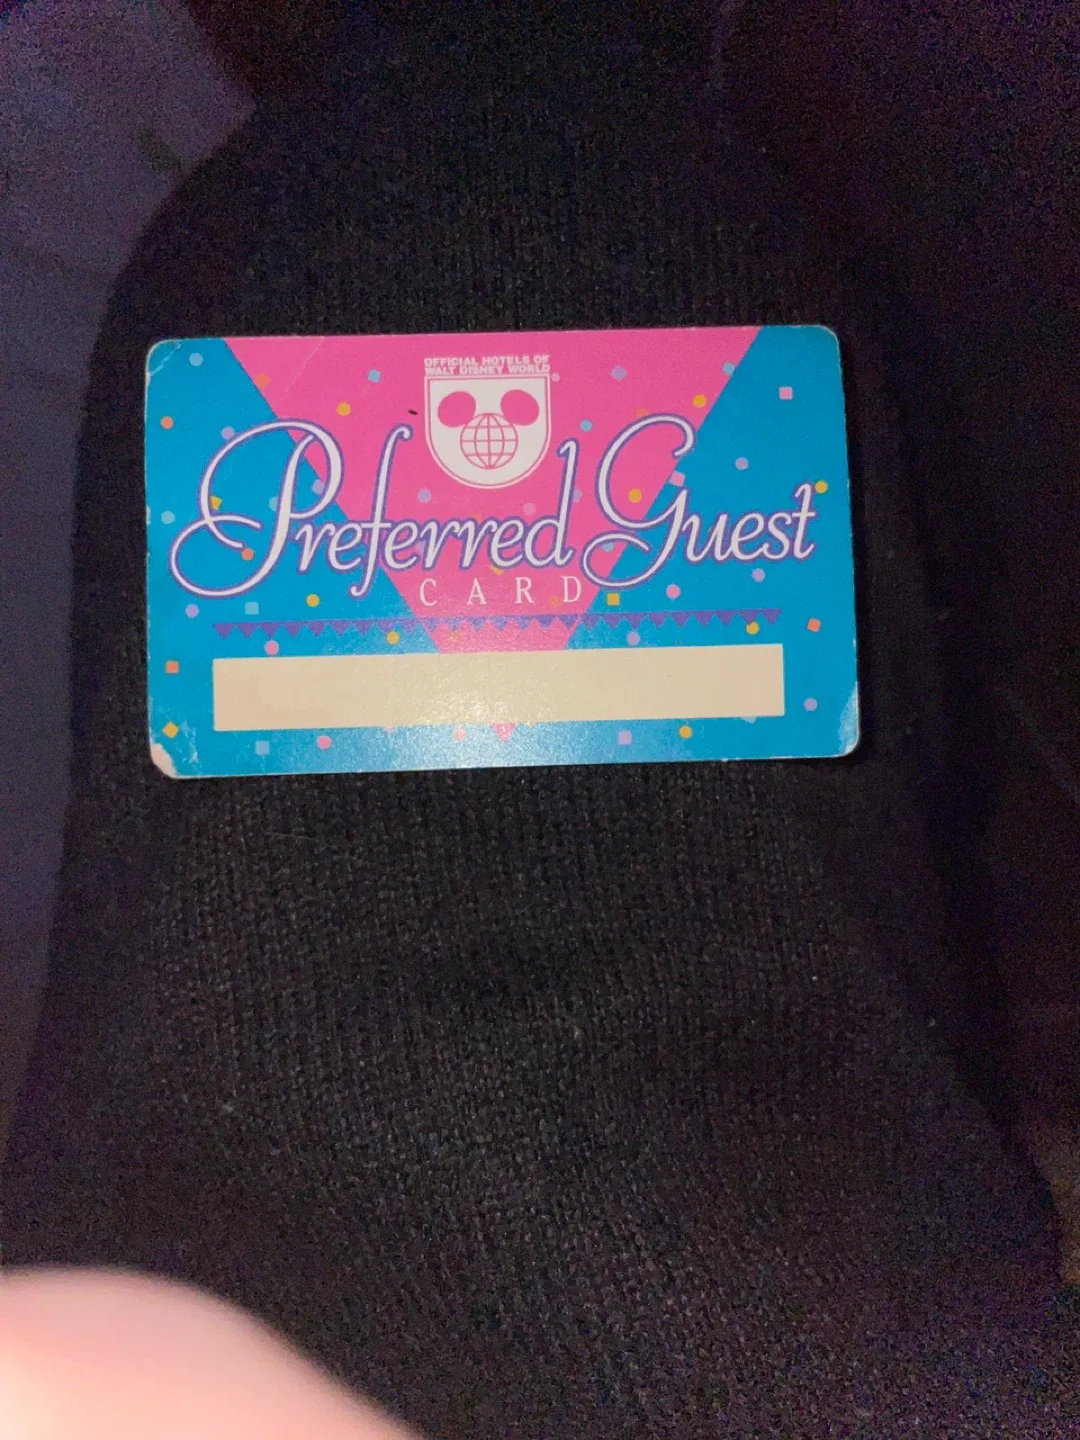 OFFICIAL HOTELS OF
WALT DISNEY WORLD®
Preferred Guest
CARD